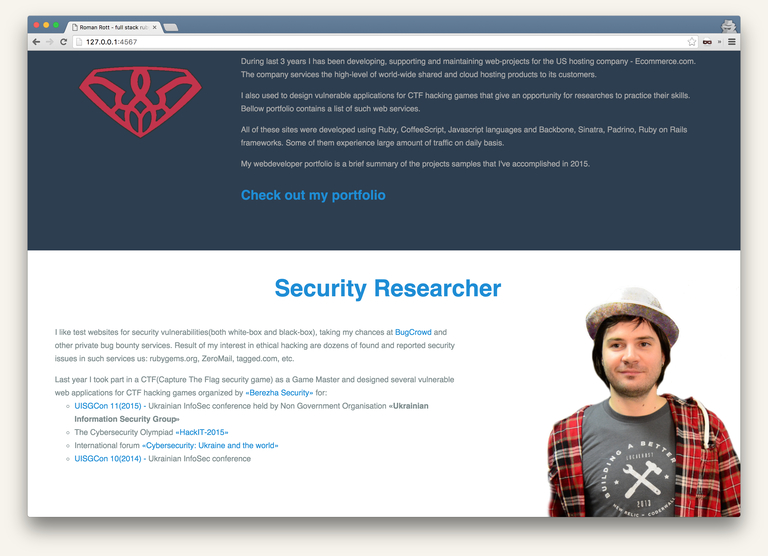 Roman Rott - full stack rub
127.0.0.1:4567
During last 3 years I has been developing, supporting and maintaining web-projects for the US hosting company - Ecommerce.com.
The company services the high-level of world-wide shared and cloud hosting products to its customers.
I also used to design vulnerable applications for CTF hacking games that give an opportunity for researches to practice their skills.
Bellow portfolio contains a list of such web services.
All of these sites were developed using Ruby, CoffeeScript, Javascript languages and Backbone, Sinatra, Padrino, Ruby on Rails
frameworks. Some of them experience large amount of traffic on daily basis.
My webdeveloper portfolio is a brief summary of the projects samples that I've accomplished in 2015.
Check out my portfolio
Security Researcher
I like test websites for security vulnerabilities(both white-box and black-box), taking my chances at BugCrowd and
other private bug bounty services. Result of my interest in ethical hacking are dozens of found and reported security
issues in such services us: rubygems.org, ZeroMail, tagged.com, etc.
Last year I took part in a CTF(Capture The Flag security game) as a Game Master and designed several vulnerable
web applications for CTF hacking games organized by «Berezha Security» for:
UISGCon 11(2015) - Ukrainian InfoSec conference held by Non Government Organisation «Ukrainian
Information Security Group»
The Cybersecurity Olympiad «HackIT-2015»
International forum «Cybersecurity: Ukraine and the world»
UISGCon 10(2014) - Ukrainian InfoSec conference
BUILDING A BETTER
LOCALHOST
2013
NEW RELIC + CODERWALL